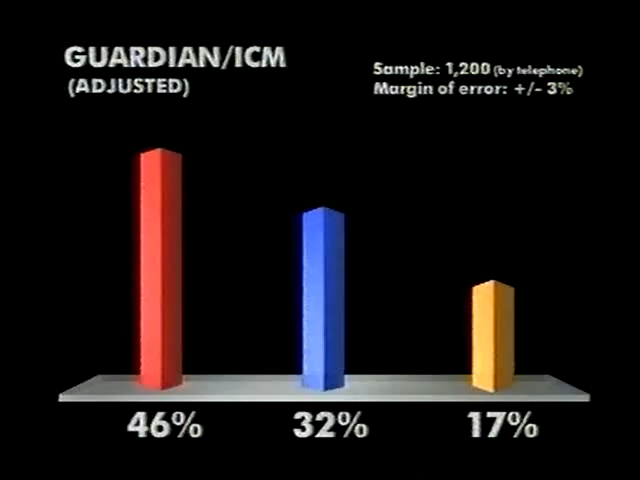 GUARDIAN/ICM
(ADJUSTED)
Sample: 1,200 (by telephone)
Margin of error: +/- 3%
46% 32% 17%